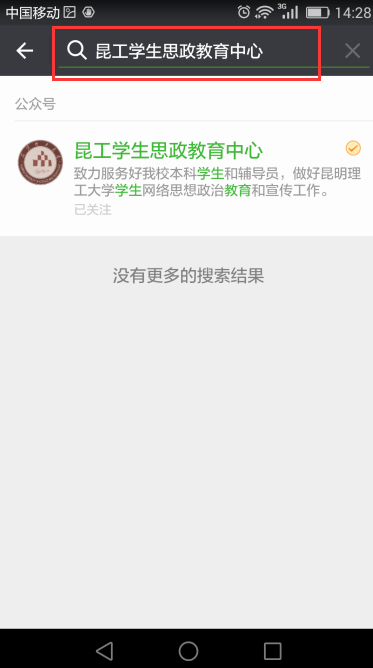 中国移动 3G 14:28
昆工学生思政教育中心
公众号
昆工学生思政教育中心
致力服务好我校本科学生和辅导员，做好昆明理
工大学学生网络思想政治教育和宣传工作。
已关注
没有更多的搜索结果